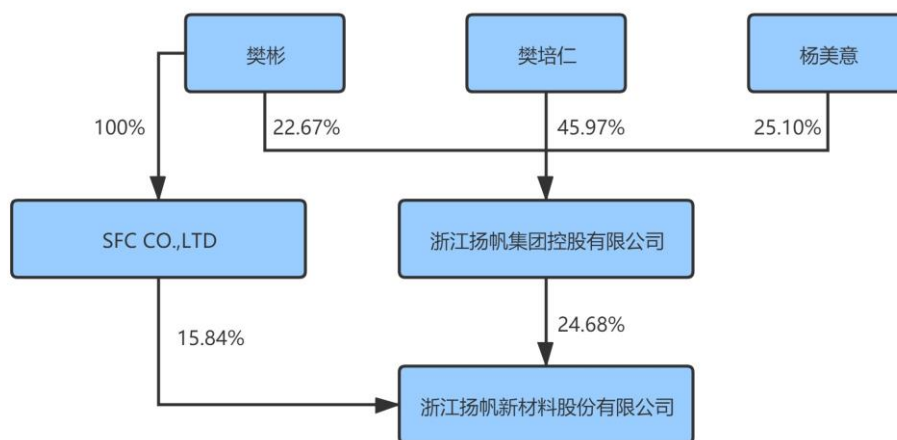 樊彬
樊培仁
杨美意
100%
22.67%
45.97%
25.10%
SFC CO.,LTD
浙江扬帆集团控股有限公司
15.84%
24.68%
浙江扬帆新材料股份有限公司